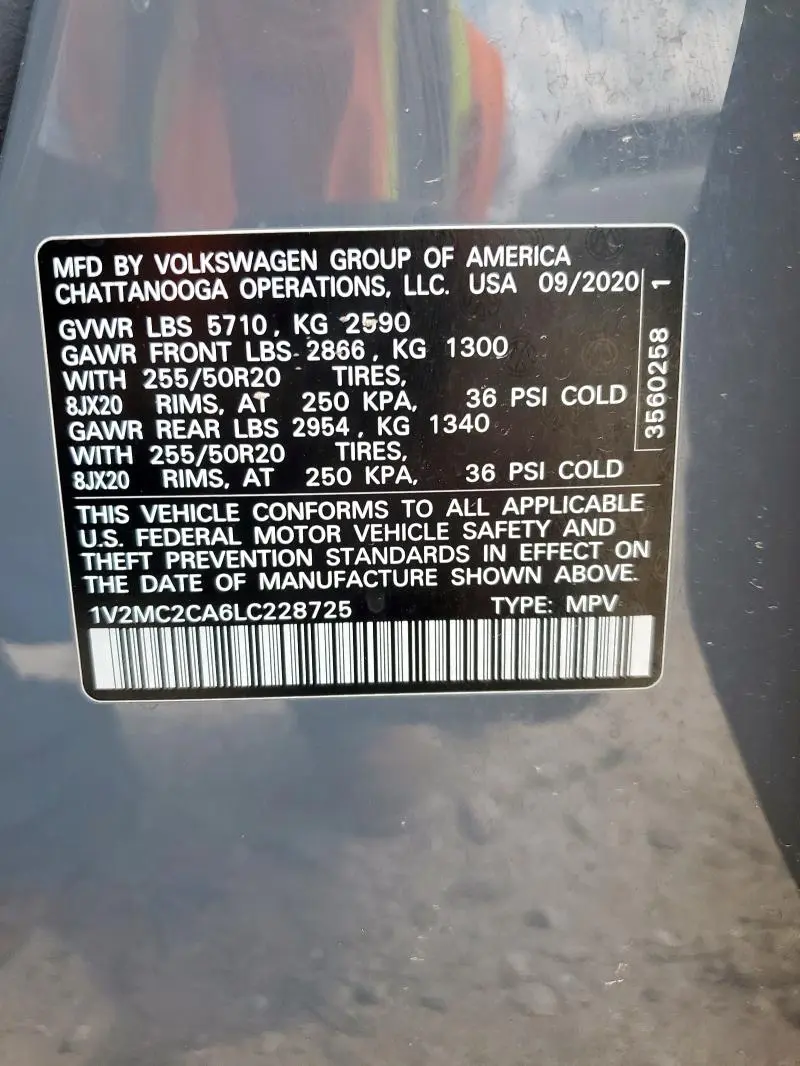 MFD BY VOLKSWAGEN GROUP OF AMERICA
CHATTANOOGA OPERATIONS, LLC. USA 09/2020
GVWR LBS 5710, KG 2590
GAWR FRONT LBS 2866, KG 1300
WITH 255/50R20 TIRES,
8JX20 RIMS, AT 250 KPA, 36 PSI COLD
GAWR REAR LBS 2954, KG 1340
WITH 255/50R20 TIRES,
8JX20 RIMS, AT 250 KPA, 36 PSI COLD
3560258 1
THIS VEHICLE CONFORMS TO ALL APPLICABLE
U.S. FEDERAL MOTOR VEHICLE SAFETY AND
THEFT PREVENTION STANDARDS IN EFFECT ON
THE DATE OF MANUFACTURE SHOWN ABOVE.
1V2MC2CA6LC228725 TYPE: MPV